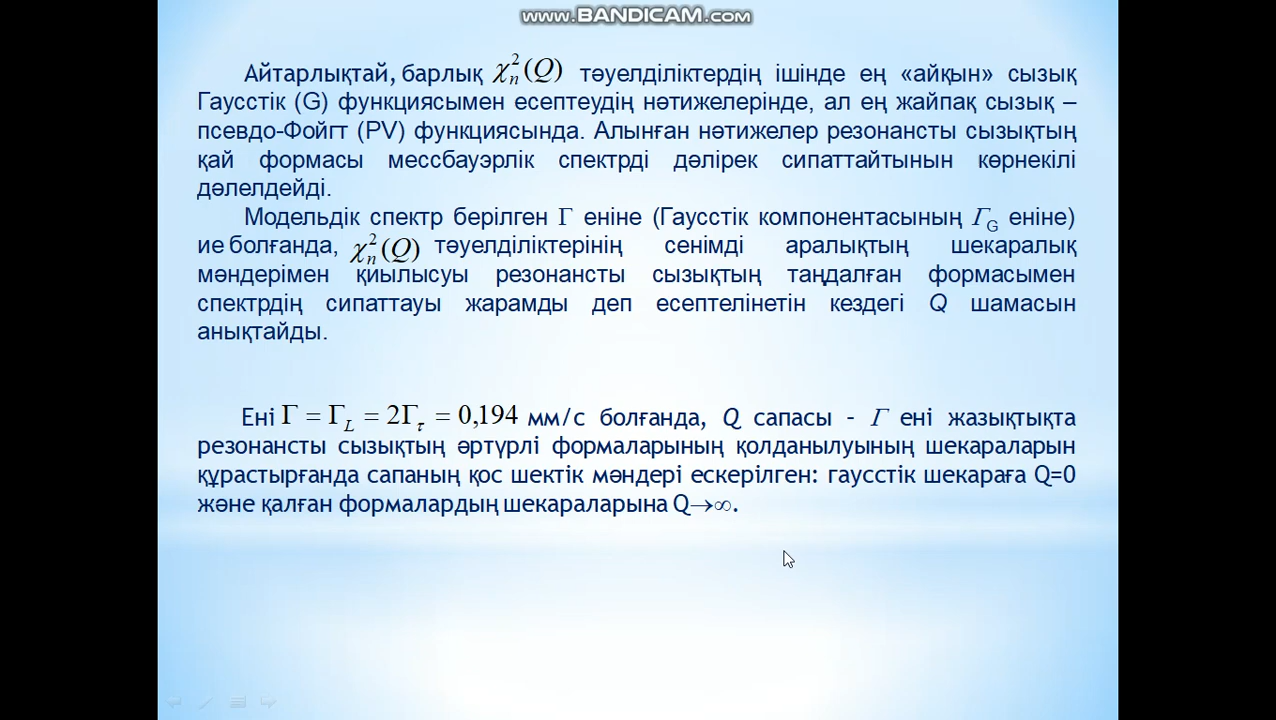 www.BANDICAM.com
Айтарлықтай, барлық χ²ₙ(Q) тәуелділіктердің ішінде ең «айқын» сызық
Гаусстік (G) функциясымен есептеудің нәтижелерінде, ал ең жайпақ сызық –
псевдо-Фойгт (PV) функциясында. Алынған нәтижелер резонансты сызықтың
қай формасы мессбауэрлік спектрді дәлірек сипаттайтынын көрнекілі
дәлелдейді.
Модельдік спектр берілген Γ еніне (Гаусстік компонентасының Γ_G еніне)
ие болғанда, χ²ₙ(Q) тәуелділіктерінің сенімді аралықтың шекаралық
мәндерімен қиылысуы резонансты сызықтың таңдалған формасымен
спектрдің сипаттауы жарамды деп есептелінетін кездегі Q шамасын
анықтайды.
Ені Γ = Γ_L = 2Γ_τ = 0,194 мм/с болғанда, Q сапасы - Γ ені жазықтықта
резонансты сызықтың әртүрлі формаларының қолданылуының шекараларын
құрастырғанда сапаның қос шектік мәндері ескерілген: гаусстік шекараға Q=0
және қалған формалардың шекараларына Q→∞.